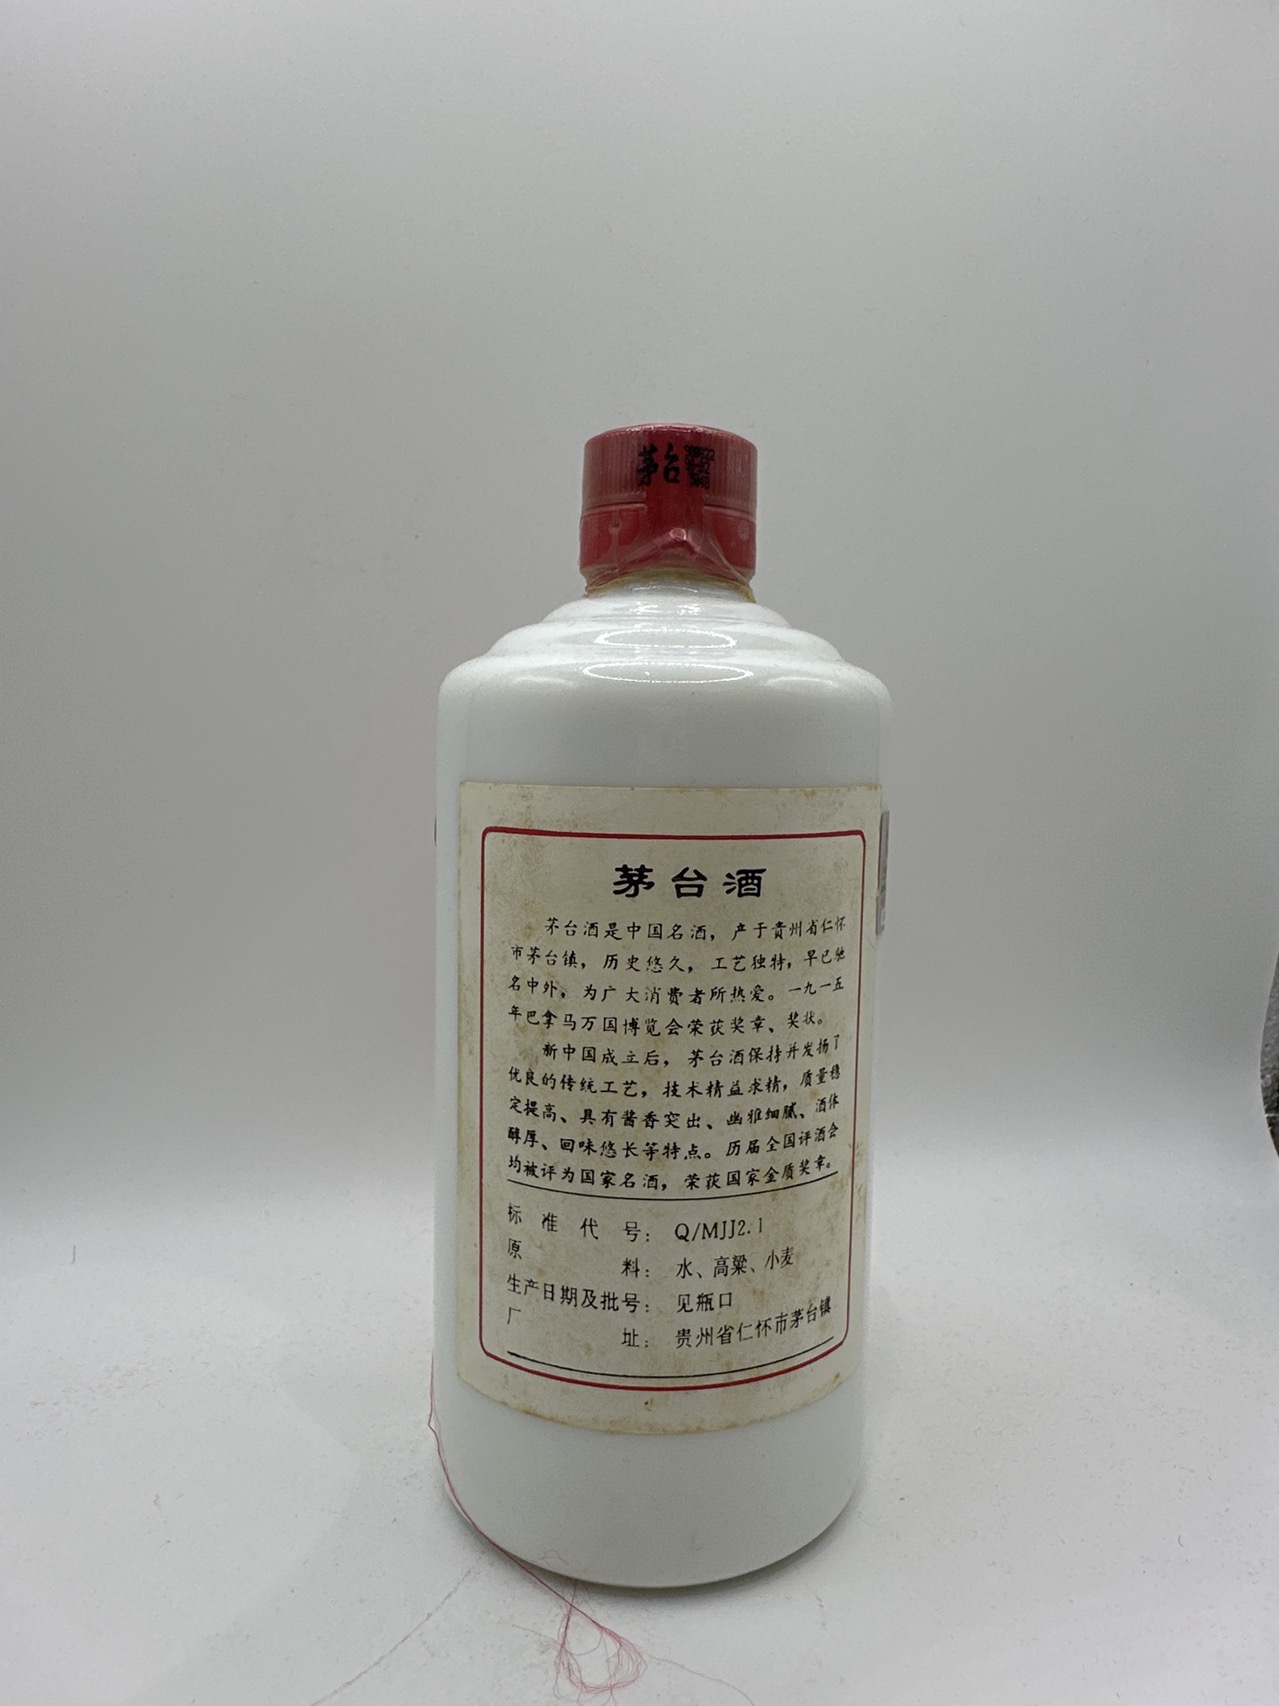 茅台
茅台酒
茅台酒是中国名酒，产于贵州省仁怀
市茅台镇，历史悠久，工艺独特，早已驰
名中外，为广大消费者所热爱。一九一五
年巴拿马万国博览会荣获奖章、奖状。
新中国成立后，茅台酒保持并发扬了
优良的传统工艺，技术精益求精，质量稳
定提高、具有酱香突出、幽雅细腻、酒体
醇厚、回味悠长等特点。历届全国评酒会
均被评为国家名酒，荣获国家金质奖章。
标准代号：Q/MJJ2.1
原料：水、高粱、小麦
生产日期及批号：见瓶口
厂址：贵州省仁怀市茅台镇